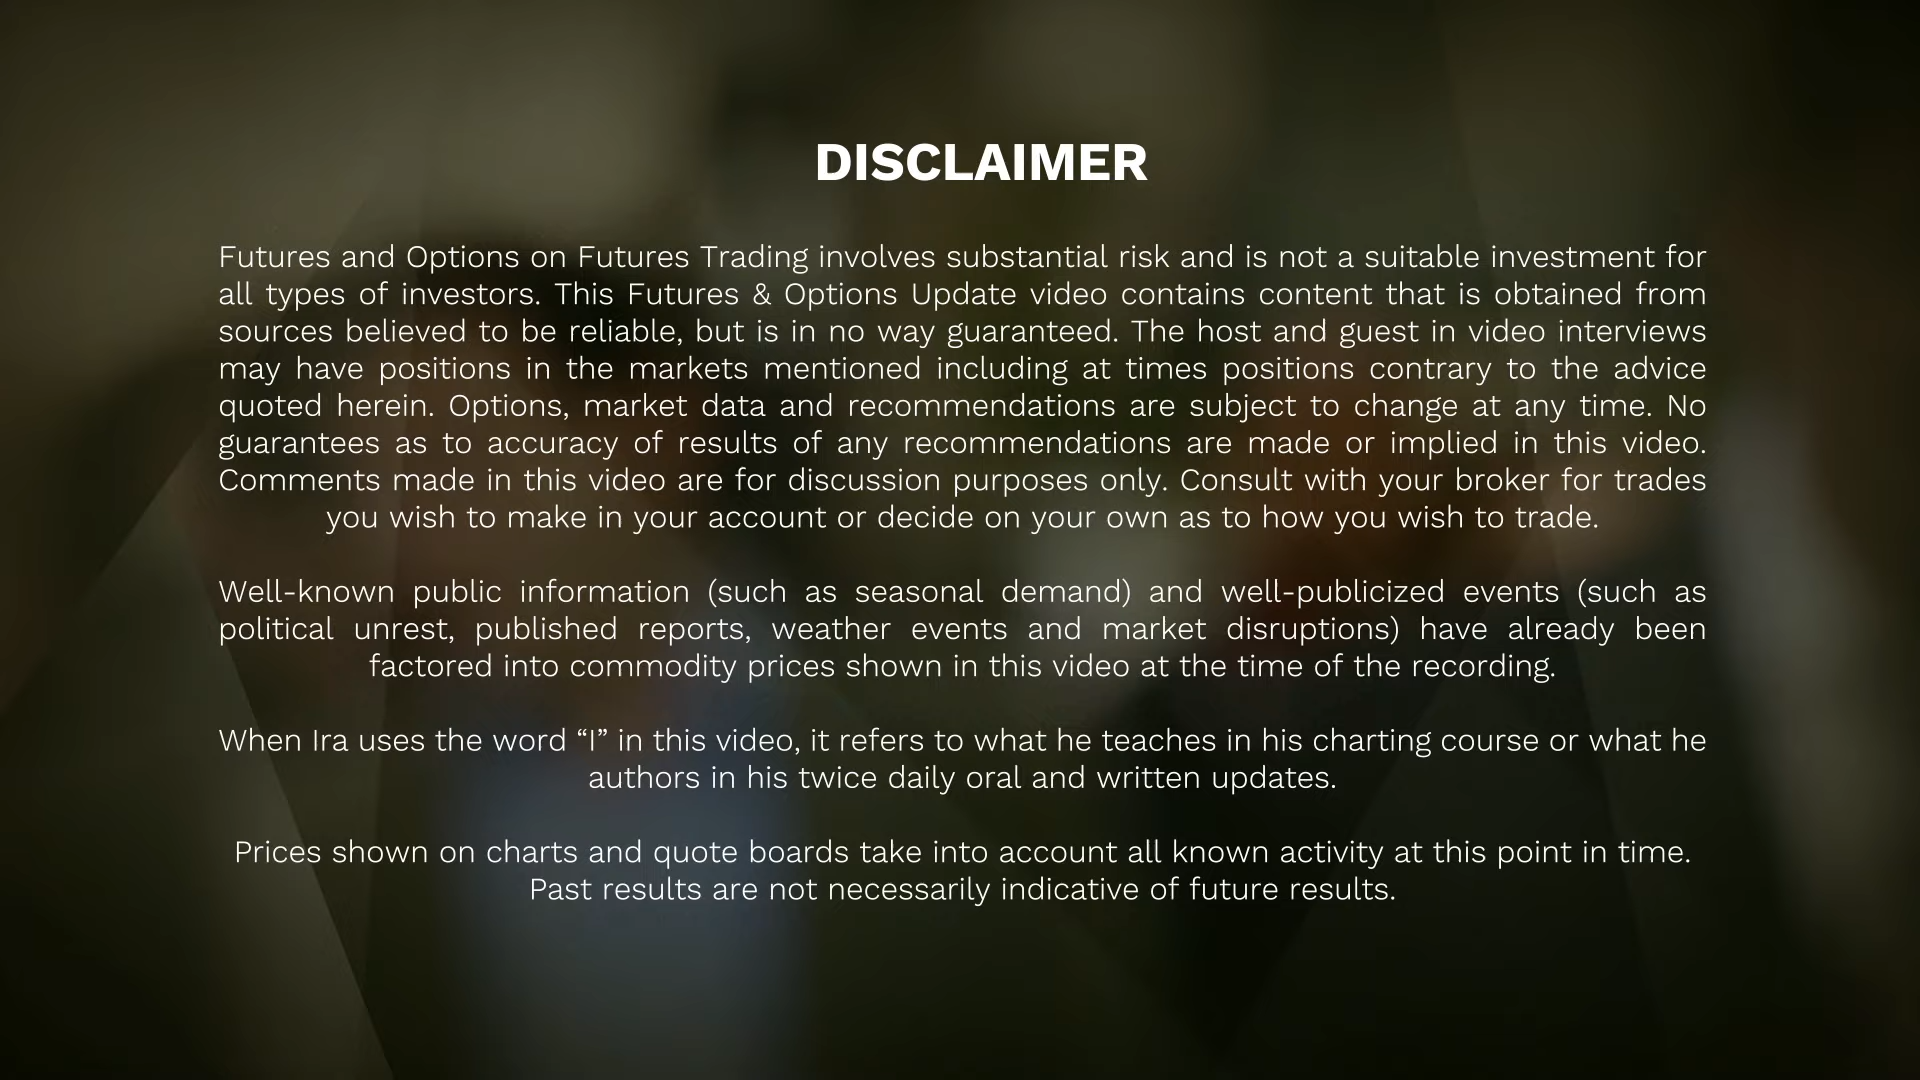 DISCLAIMER
Futures and Options on Futures Trading involves substantial risk and is not a suitable investment for
all types of investors. This Futures & Options Update video contains content that is obtained from
sources believed to be reliable, but is in no way guaranteed. The host and guest in video interviews
may have positions in the markets mentioned including at times positions contrary to the advice
quoted herein. Options, market data and recommendations are subject to change at any time. No
guarantees as to accuracy of results of any recommendations are made or implied in this video.
Comments made in this video are for discussion purposes only. Consult with your broker for trades
you wish to make in your account or decide on your own as to how you wish to trade.
Well-known public information (such as seasonal demand) and well-publicized events (such as
political unrest, published reports, weather events and market disruptions) have already been
factored into commodity prices shown in this video at the time of the recording.
When Ira uses the word “I” in this video, it refers to what he teaches in his charting course or what he
authors in his twice daily oral and written updates.
Prices shown on charts and quote boards take into account all known activity at this point in time.
Past results are not necessarily indicative of future results.